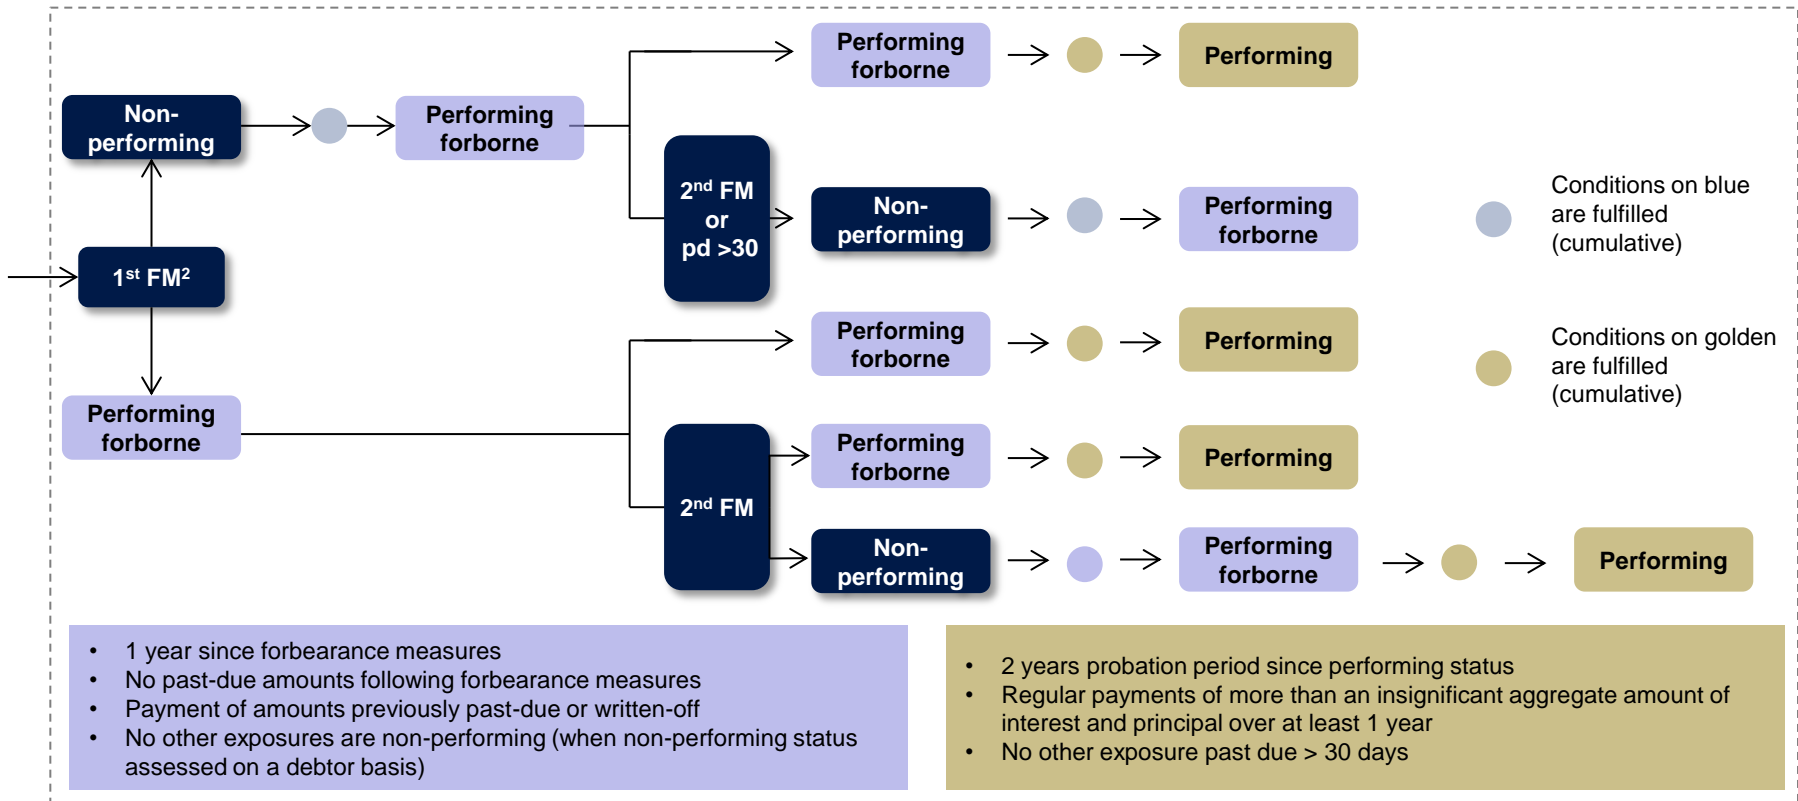 Performing
forborne
Performing
Non-
performing
Performing
forborne
2nd FM
or
pd >30
Non-
performing
Performing
forborne
Conditions on blue
are fulfilled
(cumulative)
1st FM2
Performing
forborne
Performing
Conditions on golden
are fulfilled
(cumulative)
Performing
forborne
2nd FM
Performing
forborne
Performing
Non-
performing
Performing
forborne
Performing
• 1 year since forbearance measures
• No past-due amounts following forbearance measures
• Payment of amounts previously past-due or written-off
• No other exposures are non-performing (when non-performing status
assessed on a debtor basis)
• 2 years probation period since performing status
• Regular payments of more than an insignificant aggregate amount of
interest and principal over at least 1 year
• No other exposure past due > 30 days